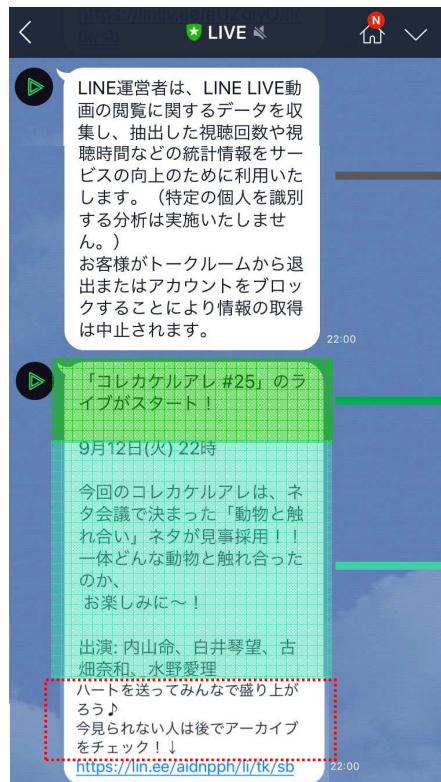 LIVE
N
LINE運営者は、LINE LIVE動
画の閲覧に関するデータを収
集し、抽出した視聴回数や視
聴時間などの統計情報をサー
ビスの向上のために利用いた
します。（特定の個人を識別
する分析は実施いたしませ
ん。）
お客様がトークルームから退
出またはアカウントをブロッ
クすることにより情報の取得
は中止されます。
22:00
「コレカケルアレ #25」のラ
イブがスタート！
9月12日(火) 22時
今回のコレカケルアレは、ネ
タ会議で決まった「動物と触
れ合い」ネタが見事採用！！
一体どんな動物と触れ合った
のか、
お楽しみに〜！
出演: 内山命、白井琴望、古
畑奈和、水野愛理
ハートを送ってみんなで盛り上が
ろう♪
今見られない人は後でアーカイブ
をチェック！↓
https://lin.ee/aidnpph/li/tk/sb
22:00